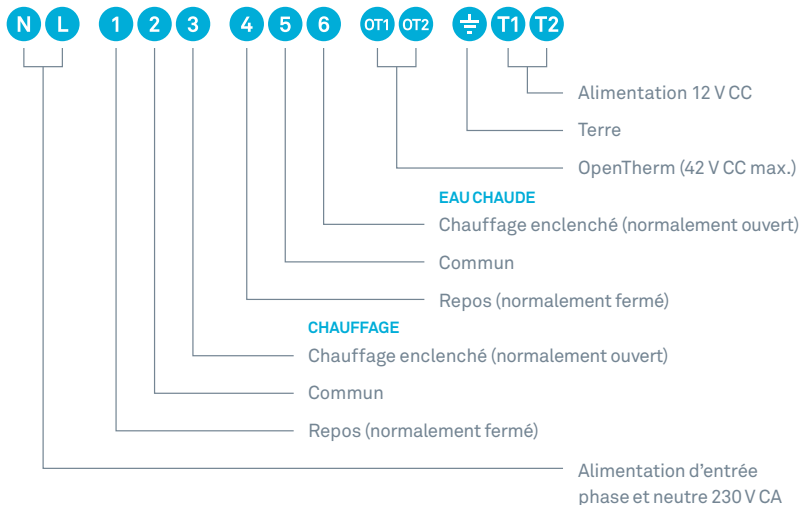 N L 1 2 3 4 5 6 OT1 OT2 T1 T2
Alimentation 12 V CC
Terre
OpenTherm (42 V CC max.)
EAU CHAUDE
Chauffage enclenché (normalement ouvert)
Commun
Repos (normalement fermé)
CHAUFFAGE
Chauffage enclenché (normalement ouvert)
Commun
Repos (normalement fermé)
Alimentation d’entrée
phase et neutre 230 V CA